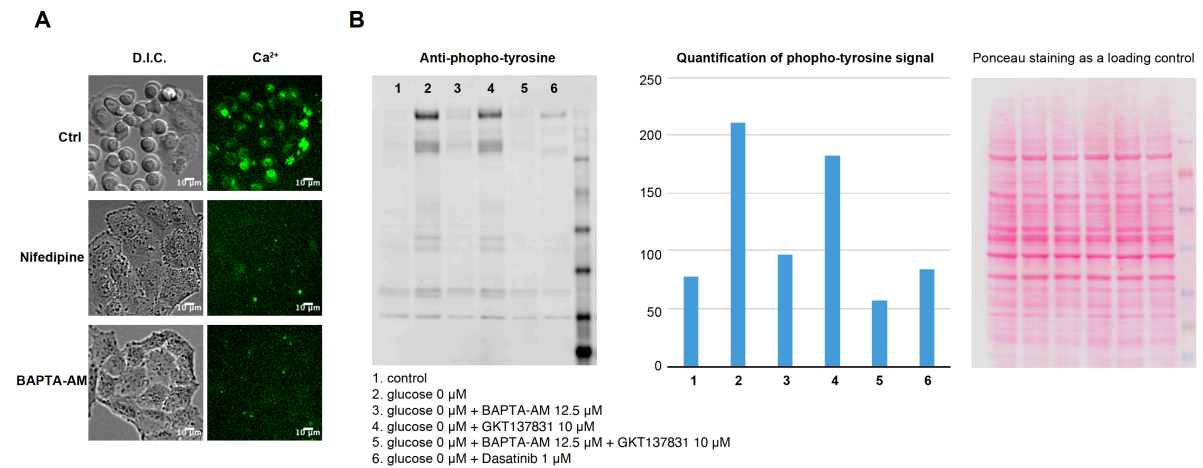 A
B
D.I.C.
Ca²⁺
Ctrl
10 µm
10 µm
Nifedipine
10 µm
10 µm
BAPTA-AM
10 µm
10 µm
Anti-phopho-tyrosine
1 2 3 4 5 6
1. control
2. glucose 0 µM
3. glucose 0 µM + BAPTA-AM 12.5 µM
4. glucose 0 µM + GKT137831 10 µM
5. glucose 0 µM + BAPTA-AM 12.5 µM + GKT137831 10 µM
6. glucose 0 µM + Dasatinib 1 µM
Quantification of phopho-tyrosine signal
250
200
150
100
50
0
1 2 3 4 5 6
Ponceau staining as a loading control